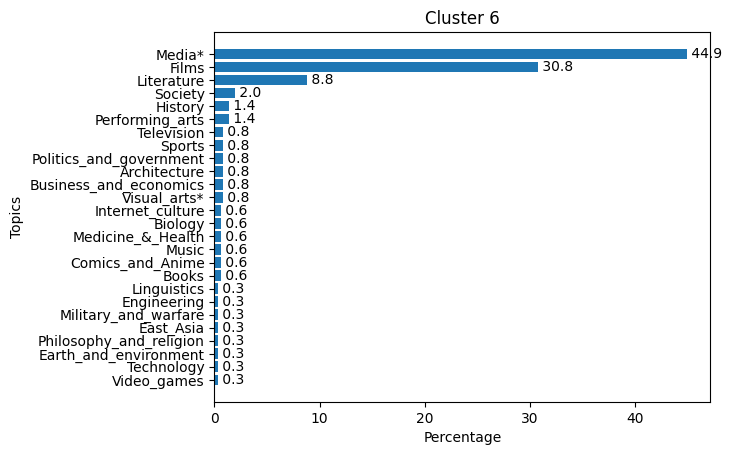 Cluster 6
Topics
Media* 44.9
Films 30.8
Literature 8.8
Society 2.0
History 1.4
Performing_arts 1.4
Television 0.8
Sports 0.8
Politics_and_government 0.8
Architecture 0.8
Business_and_economics 0.8
Visual_arts* 0.8
Internet_culture 0.6
Biology 0.6
Medicine_&_Health 0.6
Music 0.6
Comics_and_Anime 0.6
Books 0.6
Linguistics 0.3
Engineering 0.3
Military_and_warfare 0.3
East_Asia 0.3
Philosophy_and_religion 0.3
Earth_and_environment 0.3
Technology 0.3
Video_games 0.3
0 10 20 30 40
Percentage